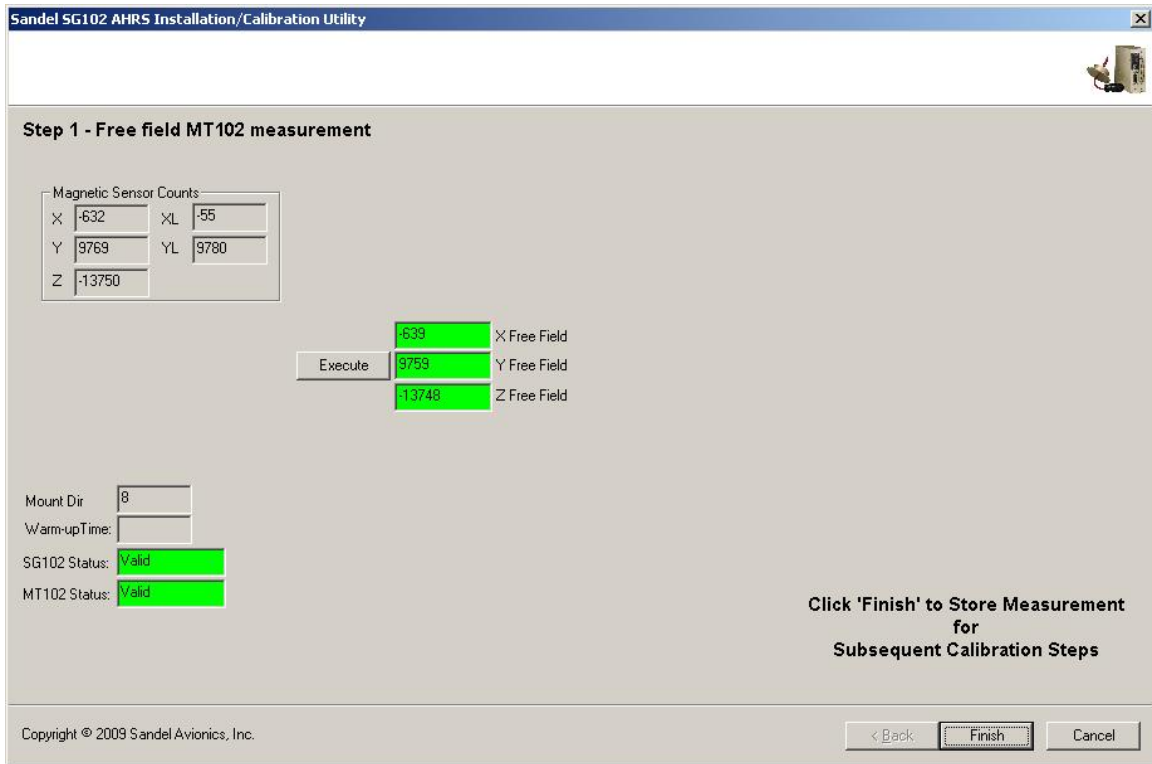 Sandel SG102 AHRS Installation/Calibration Utility
Step 1 - Free field MT102 measurement
Magnetic Sensor Counts
X -632 XL -55
Y 9769 YL 9780
Z -13750
-639 X Free Field
Execute 9759 Y Free Field
-13748 Z Free Field
Mount Dir 8
Warm-upTime:
SG102 Status: Valid
MT102 Status: Valid
Click 'Finish' to Store Measurement
for
Subsequent Calibration Steps
Copyright © 2009 Sandel Avionics, Inc.
< Back Finish Cancel